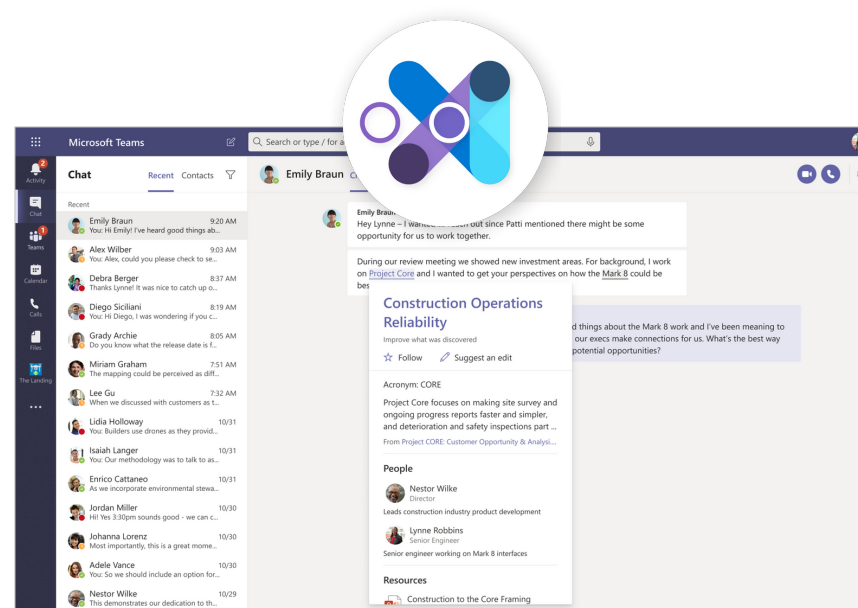 Microsoft Teams
Search or type / for a
2
Activity
Chat
1
Teams
Calendar
Calls
Files
The Landing
Chat
Recent Contacts
Recent
Emily Braun 9:20 AM
You: Hi Emily! I've heard good things ab...
Alex Wilber 9:03 AM
You: Alex, could you please check to se...
Debra Berger 8:37 AM
Thanks Lynne! It was nice to catch up o...
Diego Siciliani 8:19 AM
You: Hi Diego, I was wondering if you c...
Grady Archie 8:05 AM
Do you know what the release date is f...
Miriam Graham 7:51 AM
The mapping could be perceived as diff...
Lee Gu 7:32 AM
When we discussed with customers as t...
Lidia Holloway 10/31
You: Builders use drones as they provid...
Isaiah Langer 10/31
You: Our methodology was to talk to as...
Enrico Cattaneo 10/31
As we incorporate environmental stewa...
Jordan Miller 10/30
Hi! Yes 3:30pm sounds good - we can c...
Johanna Lorenz 10/30
Most importantly, this is a great mome...
Adele Vance 10/30
You: So we should include an option for...
Nestor Wilke 10/29
This demonstrates our dedication to th...
Emily Braun
Emily Braun
Hey Lynne – I out since Patti mentioned there might be some
opportunity for us to work together.
During our review meeting we showed new investment areas. For background, I work
on Project Core and I wanted to get your perspectives on how the Mark 8 could be
d things about the Mark 8 work and I've been meaning to
our execs make connections for us. What's the best way
potential opportunities?
Construction Operations
Reliability
Improve what was discovered
Follow Suggest an edit
Acronym: CORE
Project Core focuses on making site survey and
ongoing progress reports faster and simpler,
and deterioration and safety inspections part ...
From Project CORE: Customer Opportunity & Analysi...
People
Nestor Wilke
Director
Leads construction industry product development
Lynne Robbins
Senior Engineer
Senior engineer working on Mark 8 interfaces
Resources
Construction to the Core Framing